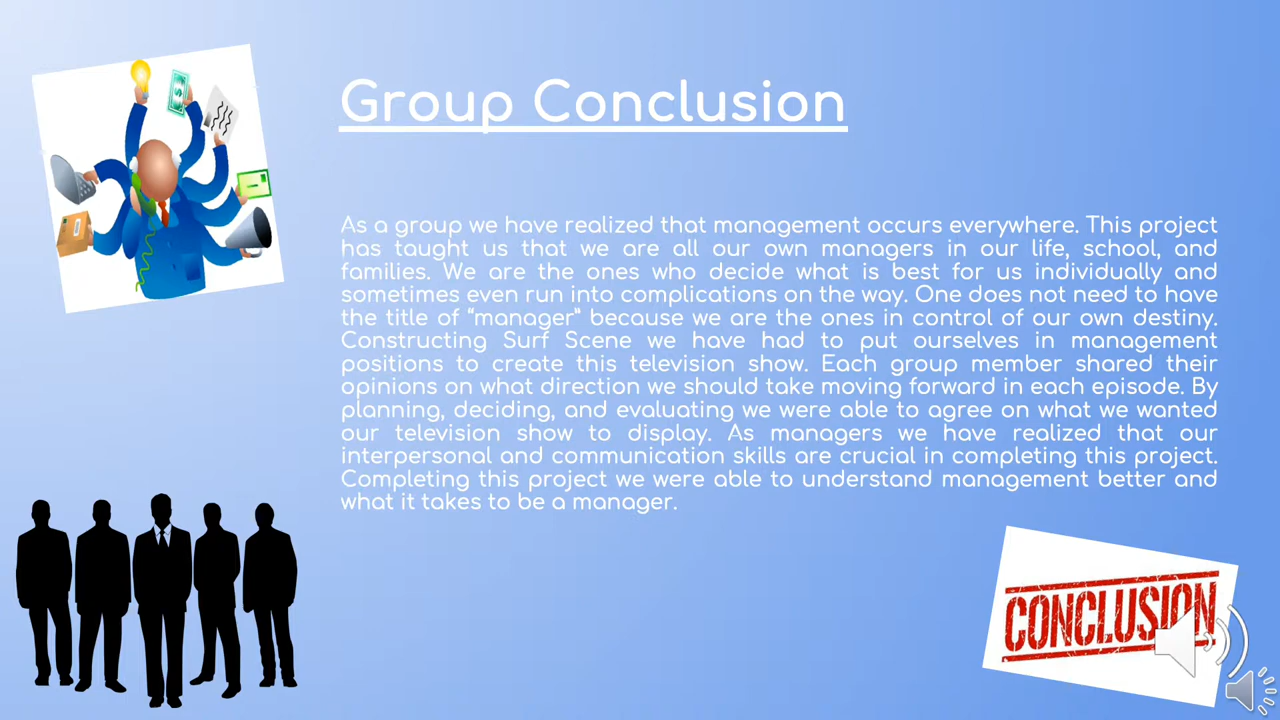 Group Conclusion
As a group we have realized that management occurs everywhere. This project
has taught us that we are all our own managers in our life, school, and
families. We are the ones who decide what is best for us individually and
sometimes even run into complications on the way. One does not need to have
the title of “manager” because we are the ones in control of our own destiny.
Constructing Surf Scene we have had to put ourselves in management
positions to create this television show. Each group member shared their
opinions on what direction we should take moving forward in each episode. By
planning, deciding, and evaluating we were able to agree on what we wanted
our television show to display. As managers we have realized that our
interpersonal and communication skills are crucial in completing this project.
Completing this project we were able to understand management better and
what it takes to be a manager.
CONCLUSION